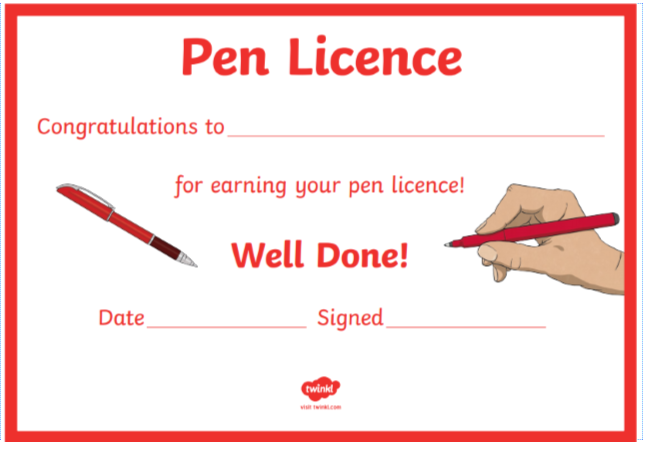 Pen Licence
Congratulations to
for earning your pen licence!
Well Done!
Date Signed
twinkl
visit twinkl.com